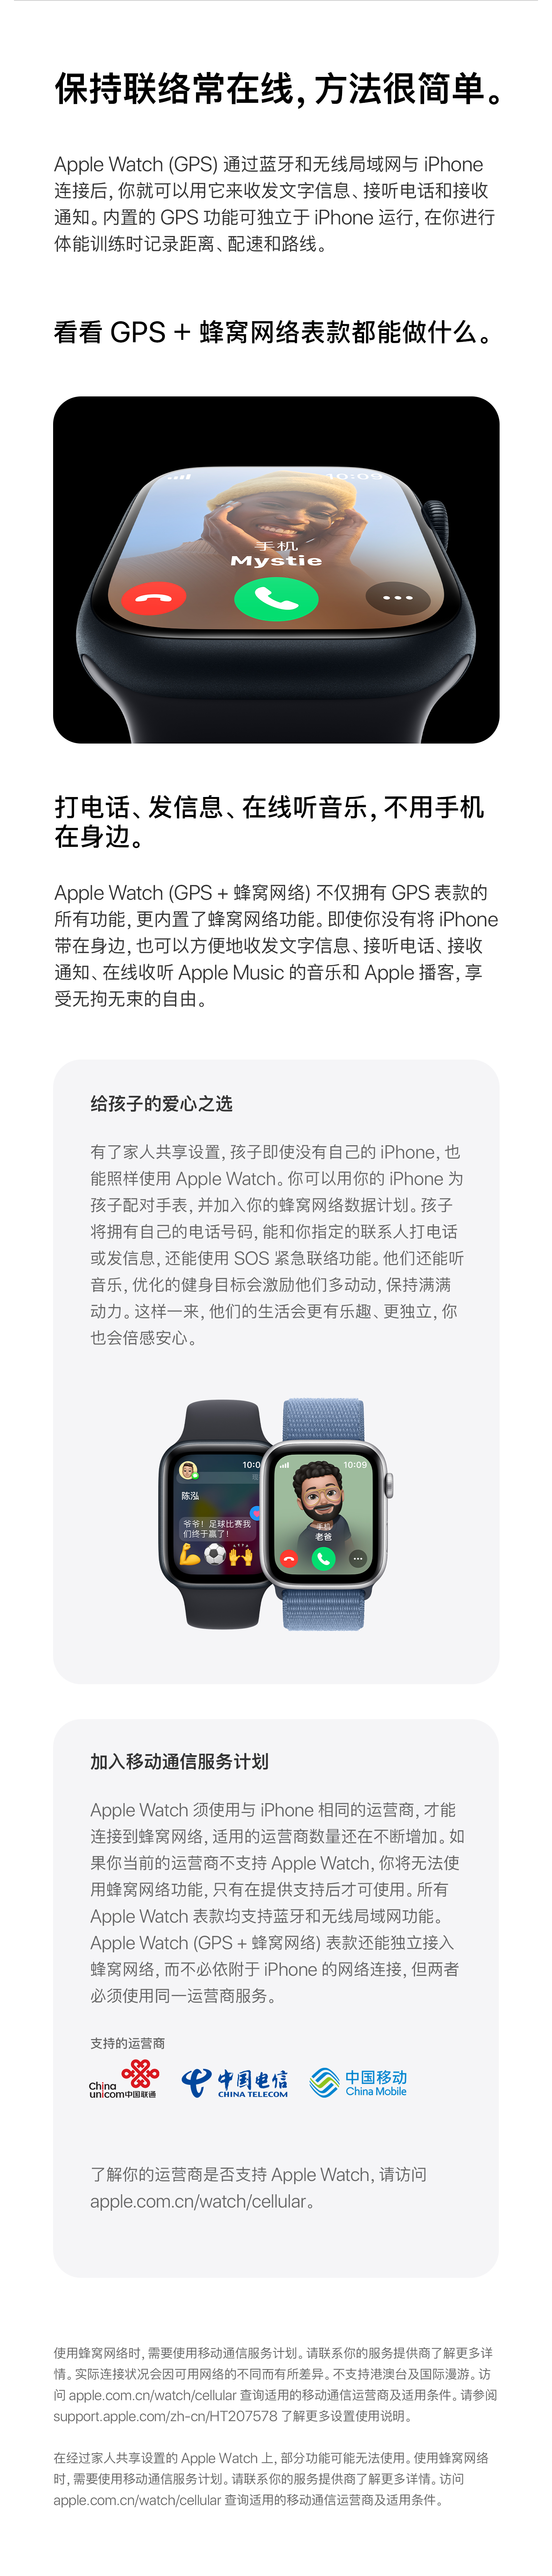 保持联络常在线，方法很简单。
Apple Watch (GPS) 通过蓝牙和无线局域网与 iPhone
连接后，你就可以用它来收发文字信息、接听电话和接收
通知。内置的 GPS 功能可独立于 iPhone 运行，在你进行
体能训练时记录距离、配速和路线。
看看 GPS + 蜂窝网络表款都能做什么。
10:09
手机
Mystie
打电话、发信息、在线听音乐，不用手机
在身边。
Apple Watch (GPS + 蜂窝网络) 不仅拥有 GPS 表款的
所有功能，更内置了蜂窝网络功能。即使你没有将 iPhone
带在身边，也可以方便地收发文字信息、接听电话、接收
通知、在线收听 Apple Music 的音乐和 Apple 播客，享
受无拘无束的自由。
给孩子的爱心之选
有了家人共享设置，孩子即使没有自己的 iPhone，也
能照样使用 Apple Watch。你可以用你的 iPhone 为
孩子配对手表，并加入你的蜂窝网络数据计划。孩子
将拥有自己的电话号码，能和你指定的联系人打电话
或发信息，还能使用 SOS 紧急联络功能。他们还能听
音乐，优化的健身目标会激励他们多动动，保持满满
动力。这样一来，他们的生活会更有乐趣、更独立，你
也会倍感安心。
10:0
陈泓
爷爷！足球比赛我
们终于赢了！
10:09
老爸
加入移动通信服务计划
Apple Watch 须使用与 iPhone 相同的运营商，才能
连接到蜂窝网络，适用的运营商数量还在不断增加。如
果你当前的运营商不支持 Apple Watch，你将无法使
用蜂窝网络功能，只有在提供支持后才可使用。所有
Apple Watch 表款均支持蓝牙和无线局域网功能。
Apple Watch (GPS + 蜂窝网络) 表款还能独立接入
蜂窝网络，而不必依附于 iPhone 的网络连接，但两者
必须使用同一运营商服务。
支持的运营商
China unicom中国联通
中国电信 CHINA TELECOM
中国移动 China Mobile
了解你的运营商是否支持 Apple Watch，请访问
apple.com.cn/watch/cellular。
使用蜂窝网络时，需要使用移动通信服务计划。请联系你的服务提供商了解更多详
情。实际连接状况会因可用网络的不同而有所差异。不支持港澳台及国际漫游。访
问 apple.com.cn/watch/cellular 查询适用的移动通信运营商及适用条件。请参阅
support.apple.com/zh-cn/HT207578 了解更多设置使用说明。
在经过家人共享设置的 Apple Watch 上，部分功能可能无法使用。使用蜂窝网络
时，需要使用移动通信服务计划。请联系你的服务提供商了解更多详情。访问
apple.com.cn/watch/cellular 查询适用的移动通信运营商及适用条件。